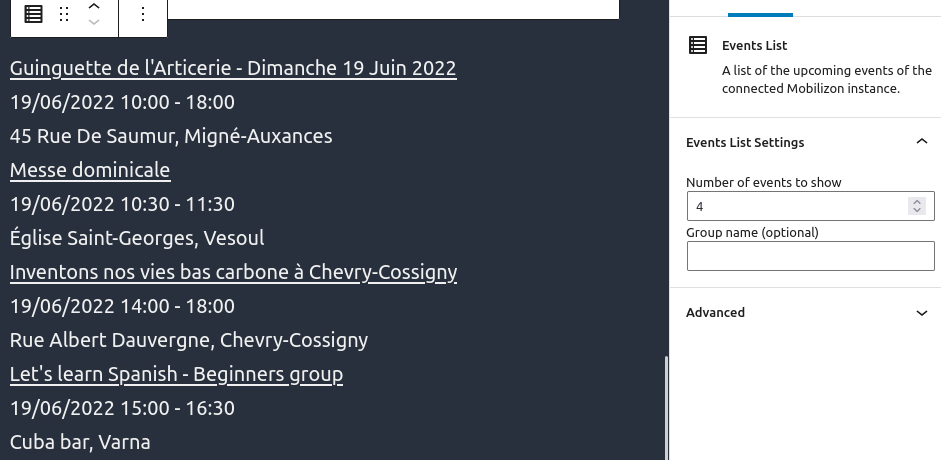 Guinguette de l'Articerie - Dimanche 19 Juin 2022
19/06/2022 10:00 - 18:00
45 Rue De Saumur, Migné-Auxances
Messe dominicale
19/06/2022 10:30 - 11:30
Église Saint-Georges, Vesoul
Inventons nos vies bas carbone à Chevry-Cossigny
19/06/2022 14:00 - 18:00
Rue Albert Dauvergne, Chevry-Cossigny
Let's learn Spanish - Beginners group
19/06/2022 15:00 - 16:30
Cuba bar, Varna
Events List
A list of the upcoming events of the
connected Mobilizon instance.
Events List Settings
Number of events to show
4
Group name (optional)
Advanced